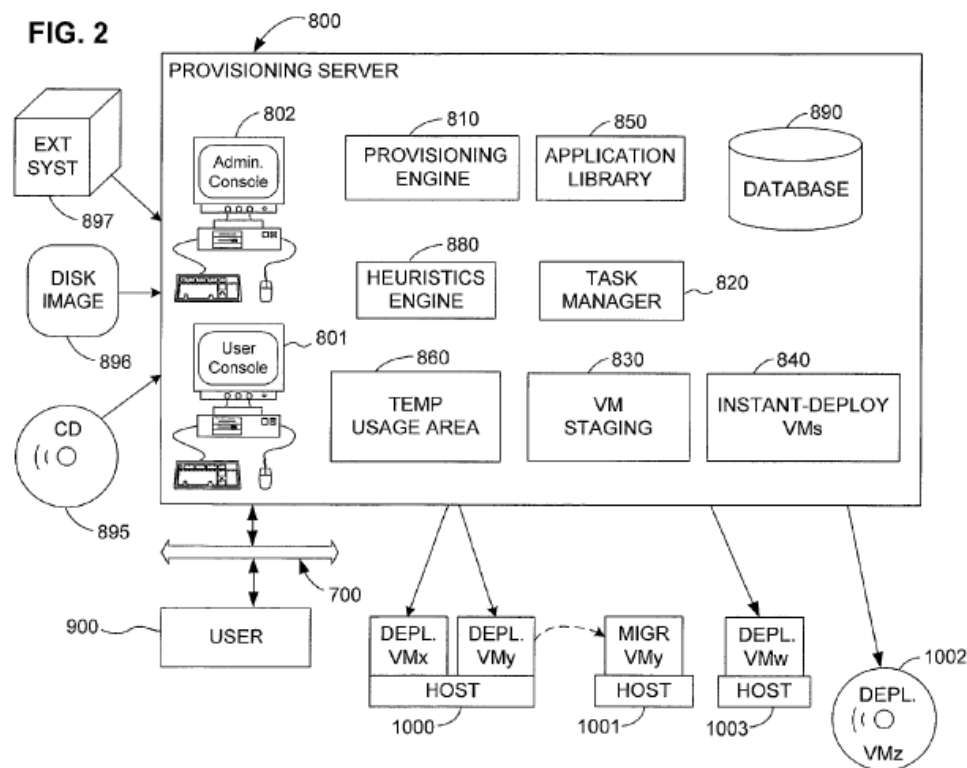 FIG. 2
800
PROVISIONING SERVER
EXT
SYST
897
DISK
IMAGE
896
CD
895
802
Admin.
Console
801
User
Console
810
PROVISIONING
ENGINE
850
APPLICATION
LIBRARY
890
DATABASE
880
HEURISTICS
ENGINE
TASK
MANAGER
820
860
TEMP
USAGE AREA
830
VM
STAGING
840
INSTANT-DEPLOY
VMs
700
900
USER
DEPL.
VMx
DEPL.
VMy
HOST
1000
MIGR
VMy
HOST
1001
DEPL.
VMw
HOST
1003
1002
DEPL.
VMz